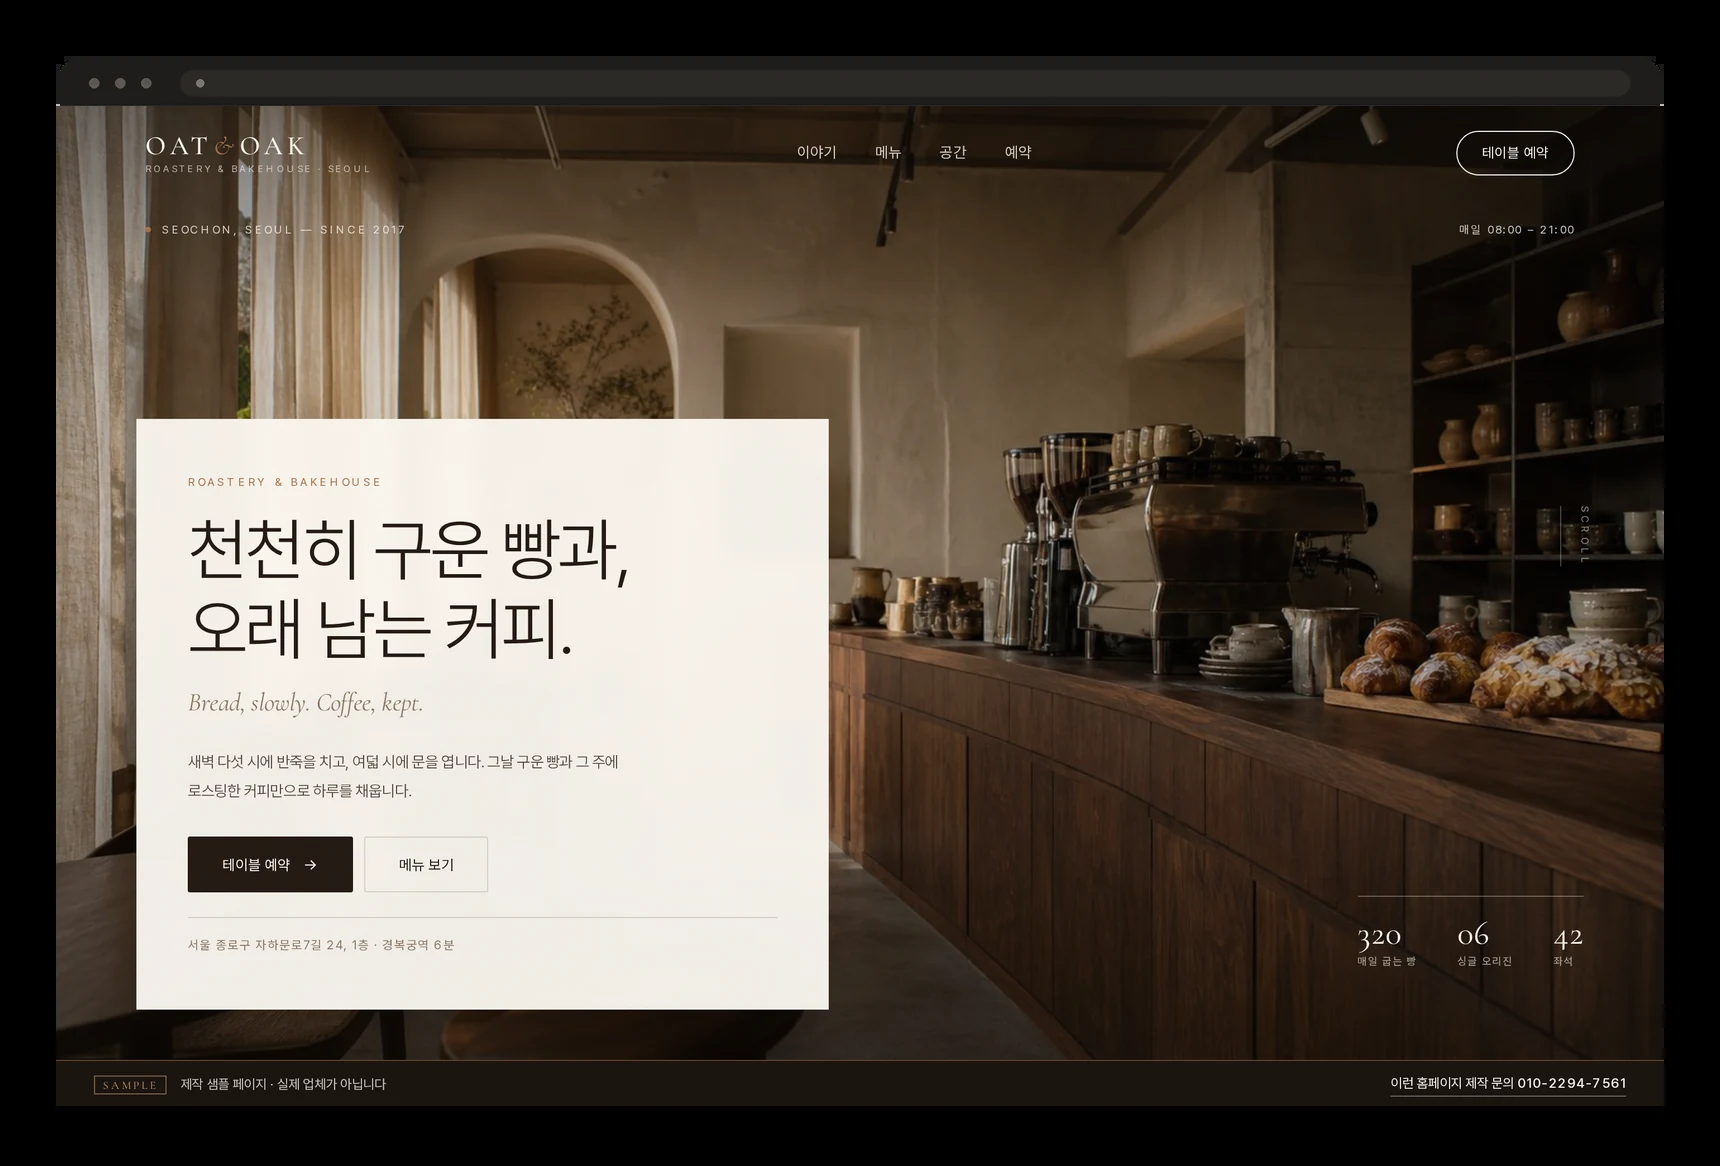 OAT & OAK
ROASTERY & BAKEHOUSE · SEOUL
이야기 메뉴 공간 예약
테이블 예약
SEOCHON, SEOUL — SINCE 2017
매일 08:00 – 21:00
ROASTERY & BAKEHOUSE
천천히 구운 빵과,
오래 남는 커피.
Bread, slowly. Coffee, kept.
새벽 다섯 시에 반죽을 치고, 여덟 시에 문을 엽니다. 그날 구운 빵과 그 주에
로스팅한 커피만으로 하루를 채웁니다.
테이블 예약 →
메뉴 보기
서울 종로구 자하문로7길 24, 1층 · 경복궁역 6분
SCROLL
320 06 42
매일 굽는 빵 싱글 오리진 좌석
SAMPLE 제작 샘플 페이지 · 실제 업체가 아닙니다
이런 홈페이지 제작 문의 010-2294-7561